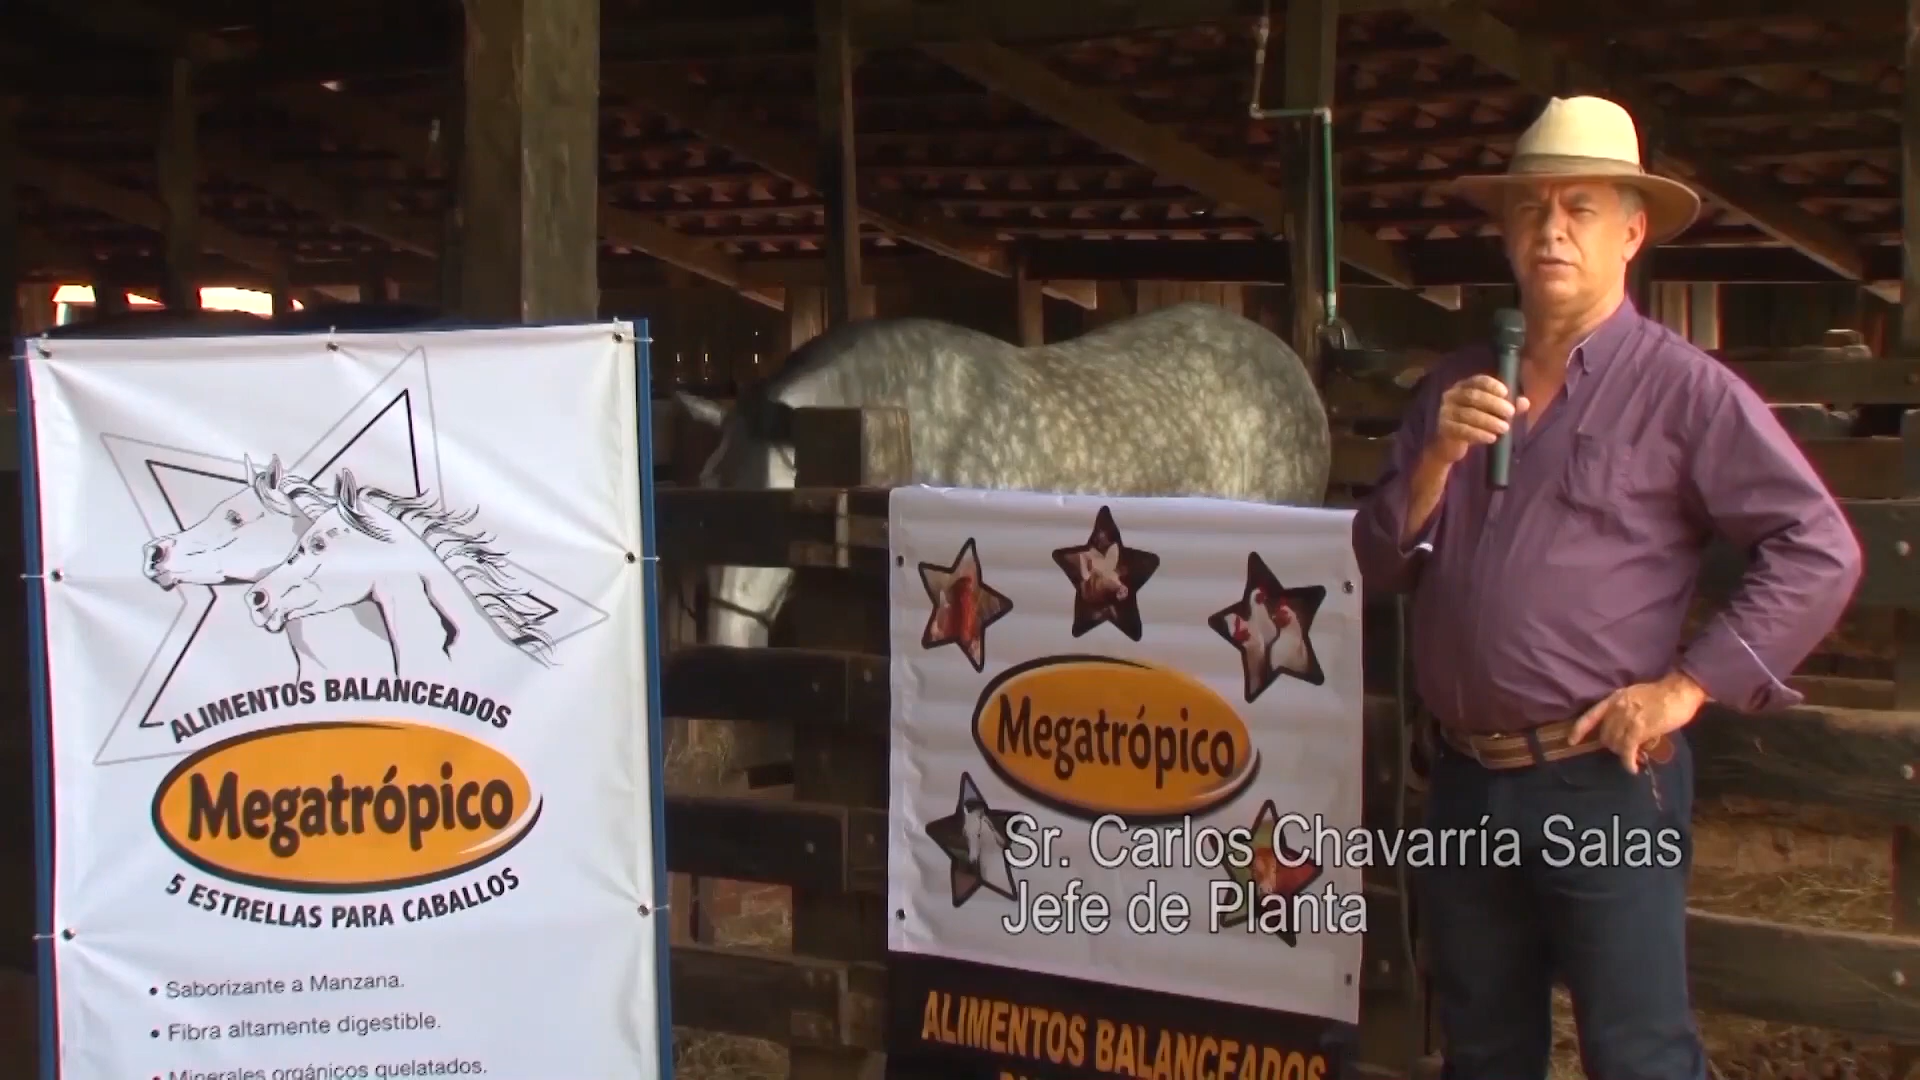 ALIMENTOS BALANCEADOS
Megatrópico
5 ESTRELLAS PARA CABALLOS
• Saborizante a Manzana.
• Fibra altamente digestible.
• Minerales orgánicos quelatados.
Megatrópico
ALIMENTOS BALANCEADOS
Sr. Carlos Chavarría Salas
Jefe de Planta